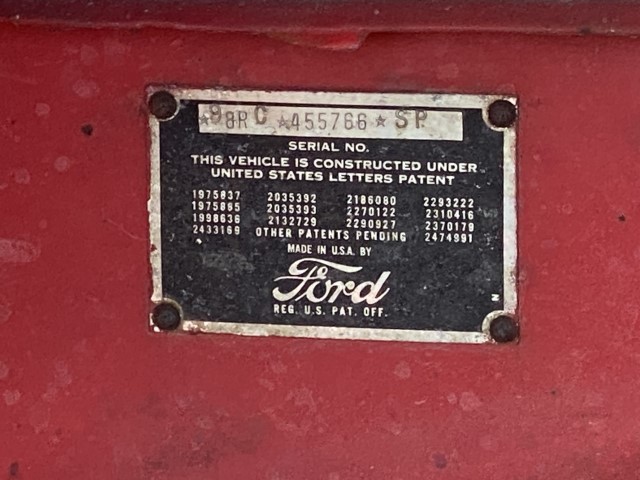 ★98RC ★455766★ SP.
SERIAL NO.
THIS VEHICLE IS CONSTRUCTED UNDER
UNITED STATES LETTERS PATENT
1975837 2035392 2186080 2293222
1975895 2035393 2270122 2310416
1998636 2132729 2290927 2370179
2433169 OTHER PATENTS PENDING 2474991
MADE IN U.S.A. BY
Ford
REG. U.S. PAT. OFF.
N